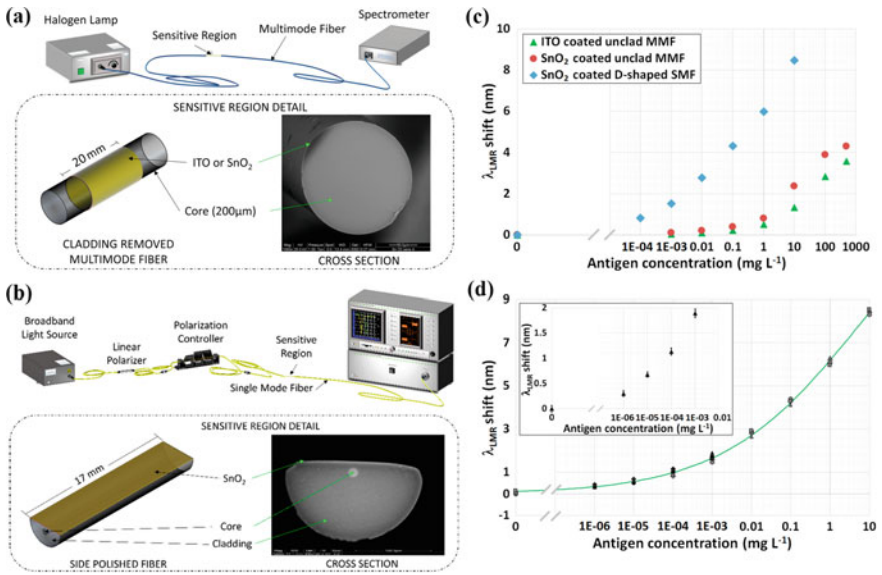 (a)
Halogen Lamp
Spectrometer
Sensitive
Region
Multimode
Fiber
SENSITIVE REGION DETAIL
20 mm
ITO or SnO₂
Core (200μm)
CLADDING REMOVED
MULTIMODE FIBER
CROSS SECTION
(b)
Broadband
Light Source
Linear
Polarizer
Polarization
Controller
Sensitive
Region
Single Mode Fiber
SENSITIVE REGION DETAIL
17 mm
SnO₂
Core
Cladding
SIDE POLISHED FIBER
CROSS SECTION
(c)
ITO coated unclad MMF
SnO₂ coated unclad MMF
SnO₂ coated D-shaped SMF
10
8
6
4
2
0
λLMR shift (nm)
0 1E-04 1E-03 0.01 0.1 1 10 100 500
Antigen concentration (mg L⁻¹)
(d)
9
7
5
3
1
-1
λLMR shift (nm)
2
1.5
1
0.5
0
λLMR shift (nm)
0 1E-06 1E-05 1E-04 1E-03 0.01
Antigen concentration (mg L⁻¹)
0 1E-06 1E-05 1E-04 1E-03 0.01 0.1 1 10
Antigen concentration (mg L⁻¹)